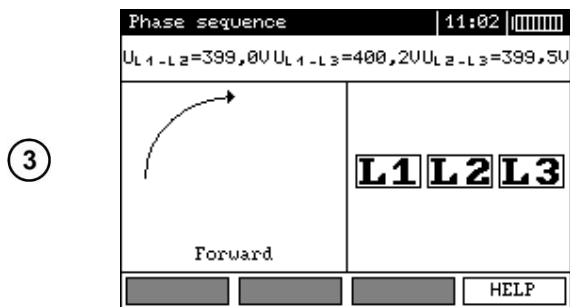 Phase sequence 11:02
UL1-L2=399,0V UL1-L3=400,2V UL2-L3=399,5V
3
L1 L2 L3
Forward
HELP